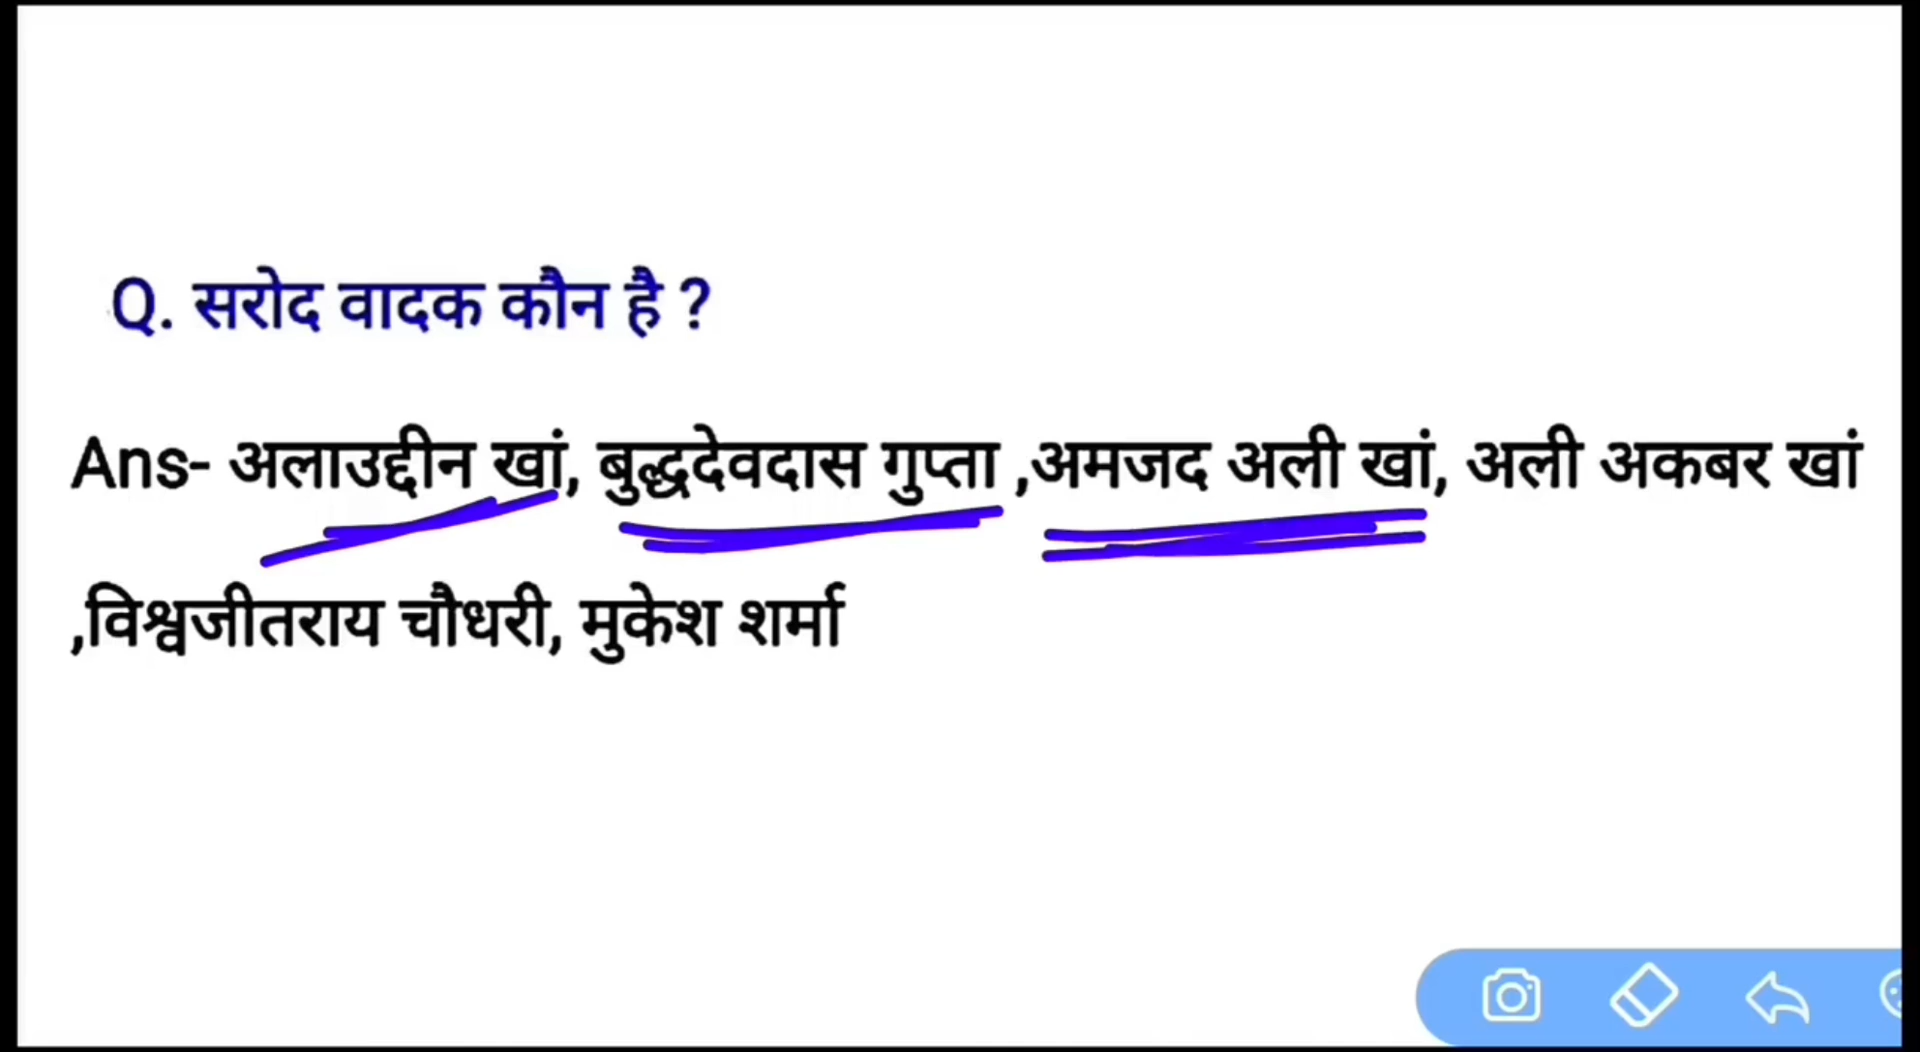 Q. सरोद वादक कौन है ?
Ans- अलाउद्दीन खां, बुद्धदेवदास गुप्ता ,अमजद अली खां, अली अकबर खां
,विश्वजीतराय चौधरी, मुकेश शर्मा